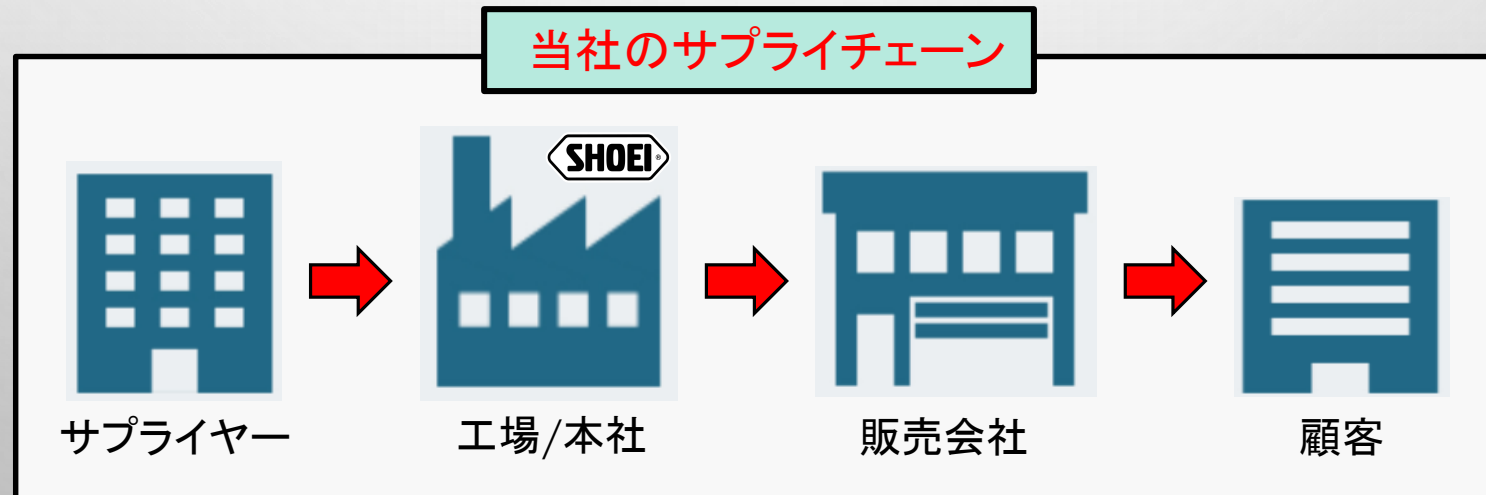 当社のサプライチェーン
SHOEI
サプライヤー
工場/本社
販売会社
顧客